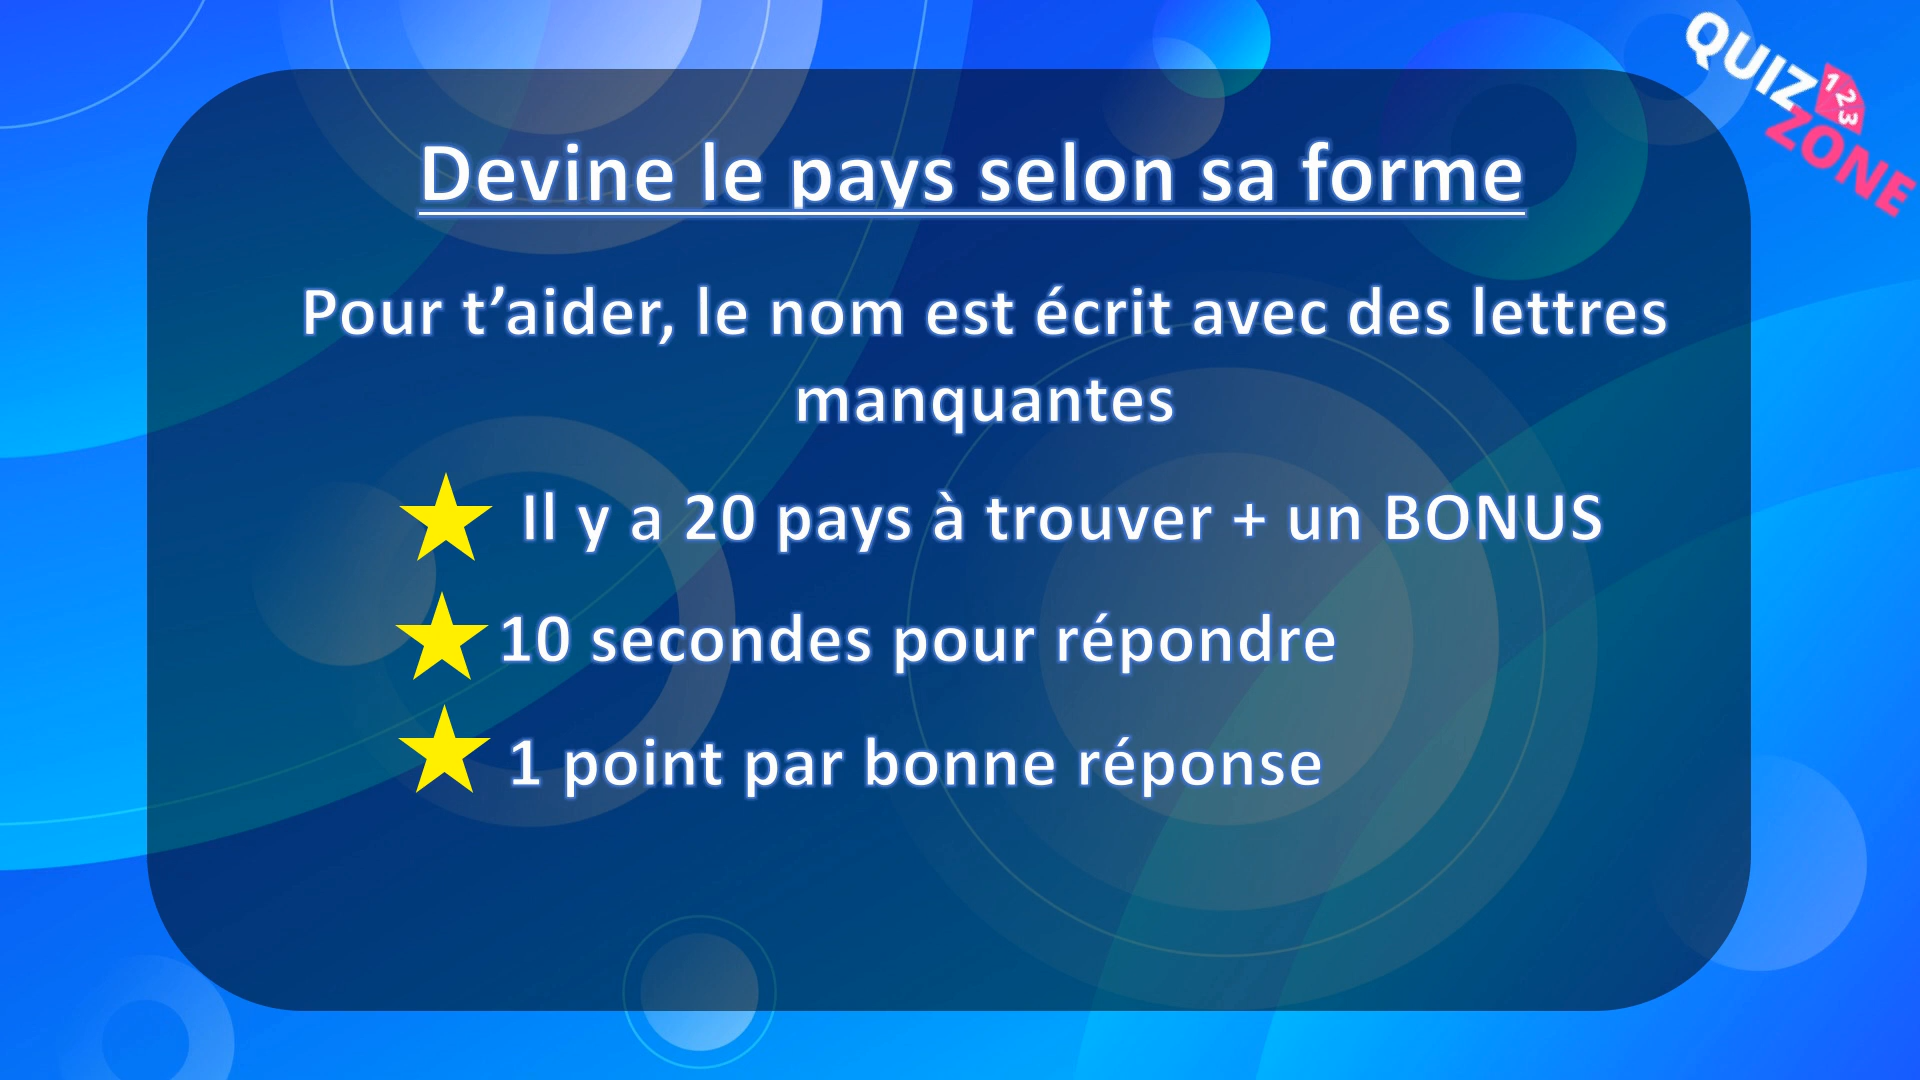 QUIZ
123
ZONE
Devine le pays selon sa forme
Pour t’aider, le nom est écrit avec des lettres
manquantes
Il y a 20 pays à trouver + un BONUS
10 secondes pour répondre
1 point par bonne réponse